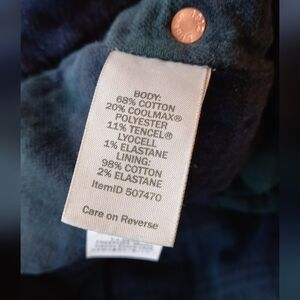 BODY:
68% COTTON
20% COOLMAX®
POLYESTER
11% TENCEL®
LYOCELL
1% ELASTANE
LINING:
98% COTTON
2% ELASTANE
ItemID 507470
Care on Reverse